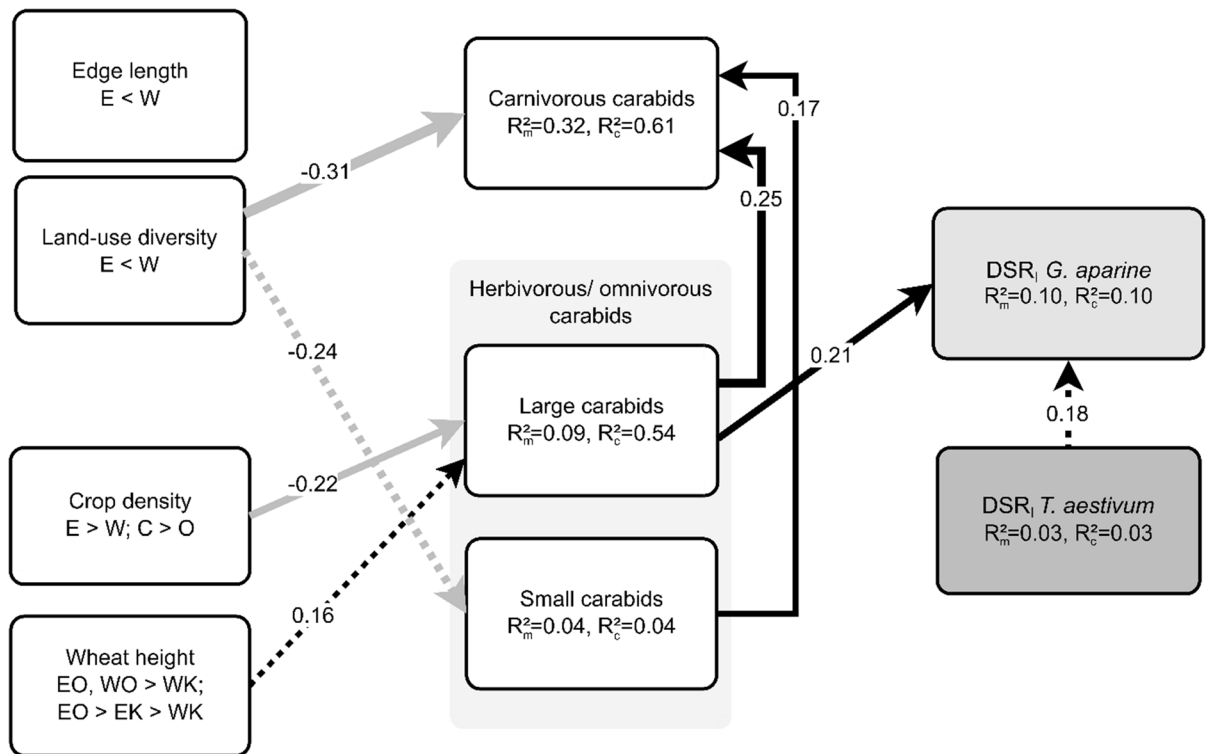 Edge length
E < W
Land-use diversity
E < W
Crop density
E > W; C > O
Wheat height
EO, WO > WK;
EO > EK > WK
-0.31
-0.24
-0.22
0.16
Carnivorous carabids
R²m=0.32, R²c=0.61
Herbivorous/ omnivorous
carabids
Large carabids
R²m=0.09, R²c=0.54
Small carabids
R²m=0.04, R²c=0.04
0.17
0.25
0.21
DSRI G. aparine
R²m=0.10, R²c=0.10
0.18
DSRI T. aestivum
R²m=0.03, R²c=0.03